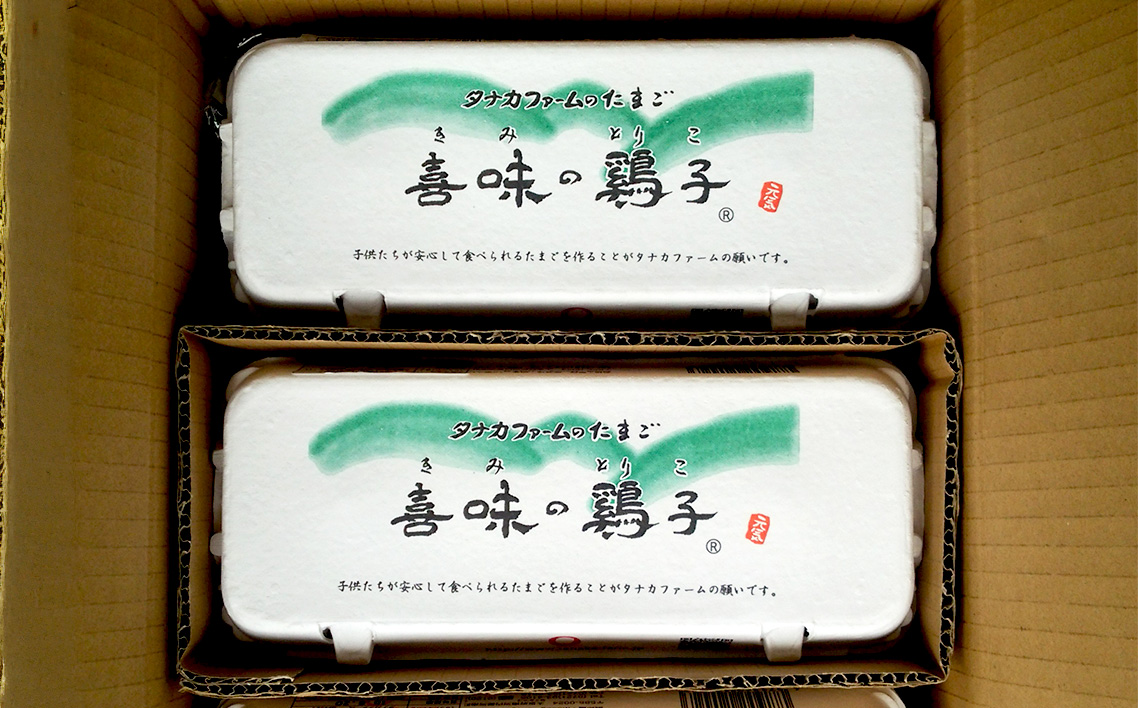 タナカファームのたまご
きみ とりこ
喜味の鶏子
®
子供たちが安心して食べられるたまごを作ることがタナカファームの願いです。
タナカファームのたまご
きみ とりこ
喜味の鶏子
®
子供たちが安心して食べられるたまごを作ることがタナカファームの願いです。